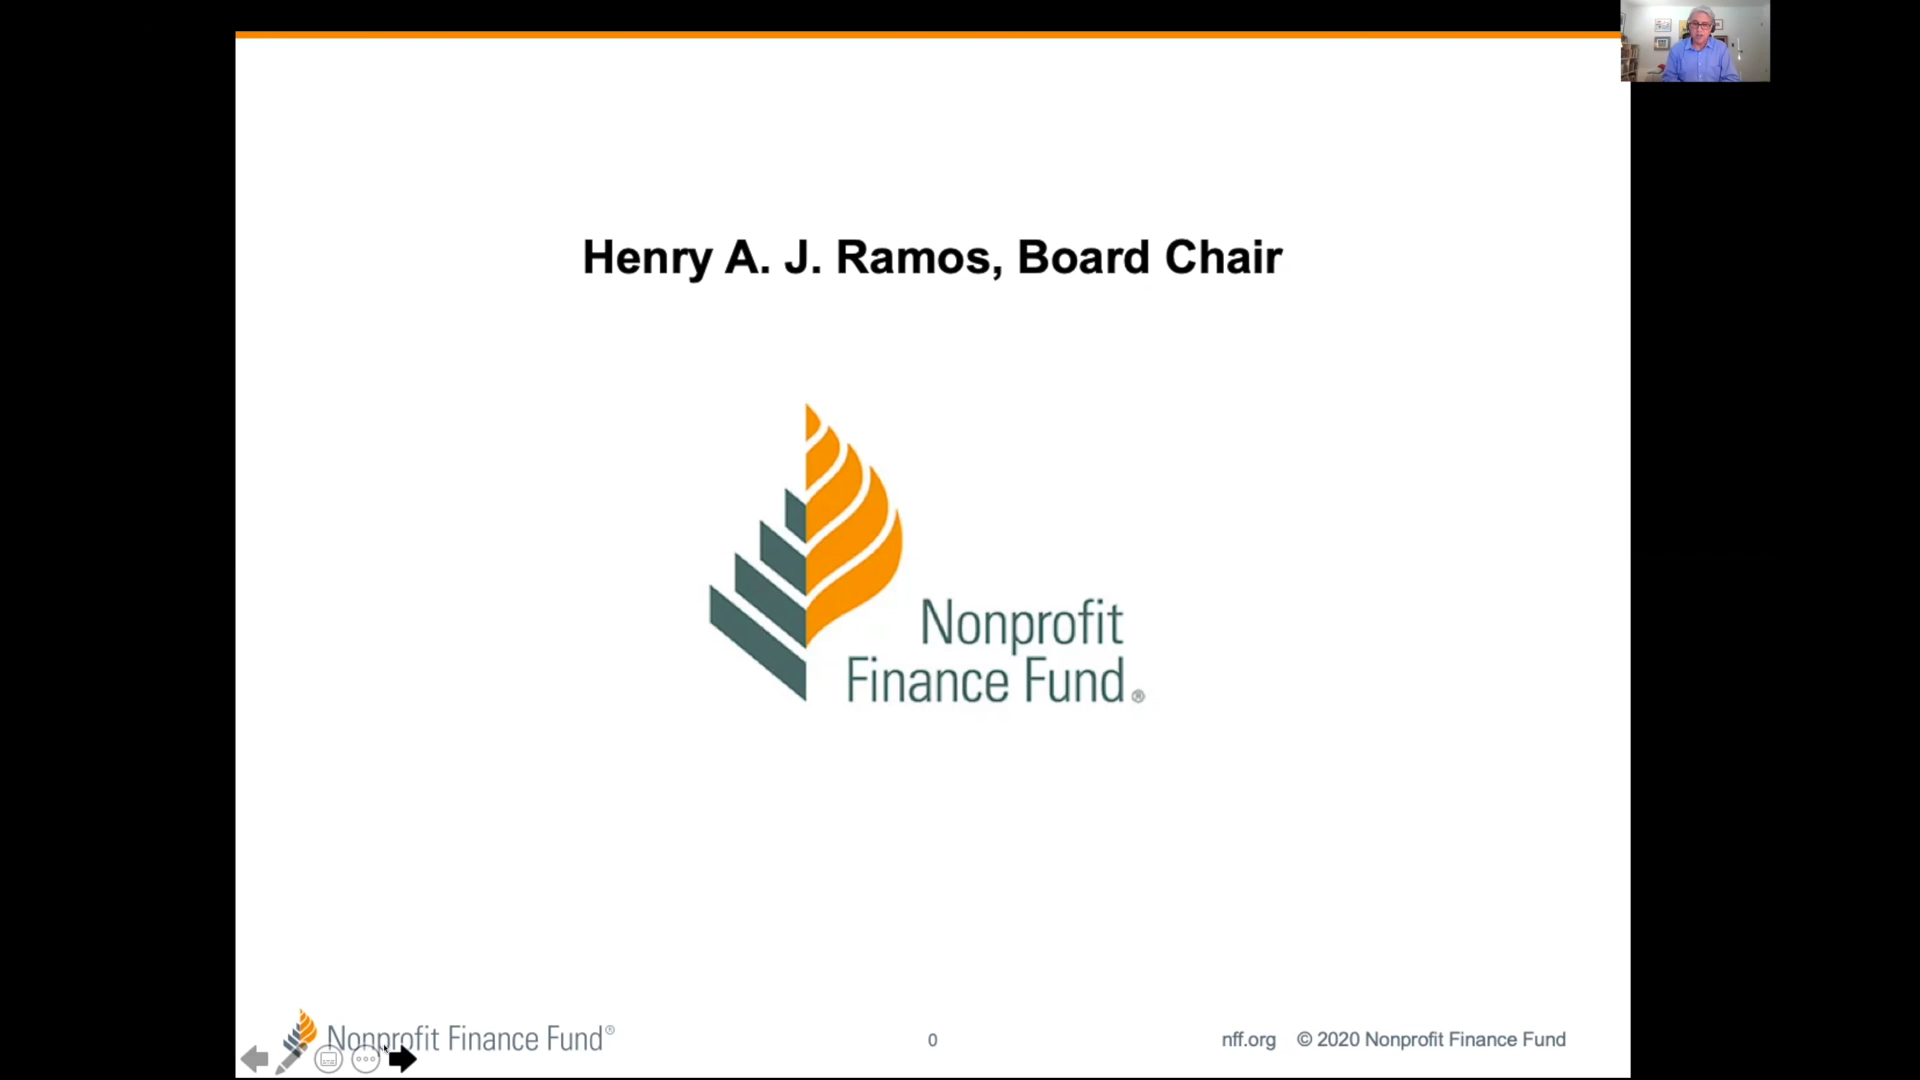 Henry A. J. Ramos, Board Chair
Nonprofit
Finance Fund®
Nonprofit Finance Fund®
0
nff.org © 2020 Nonprofit Finance Fund